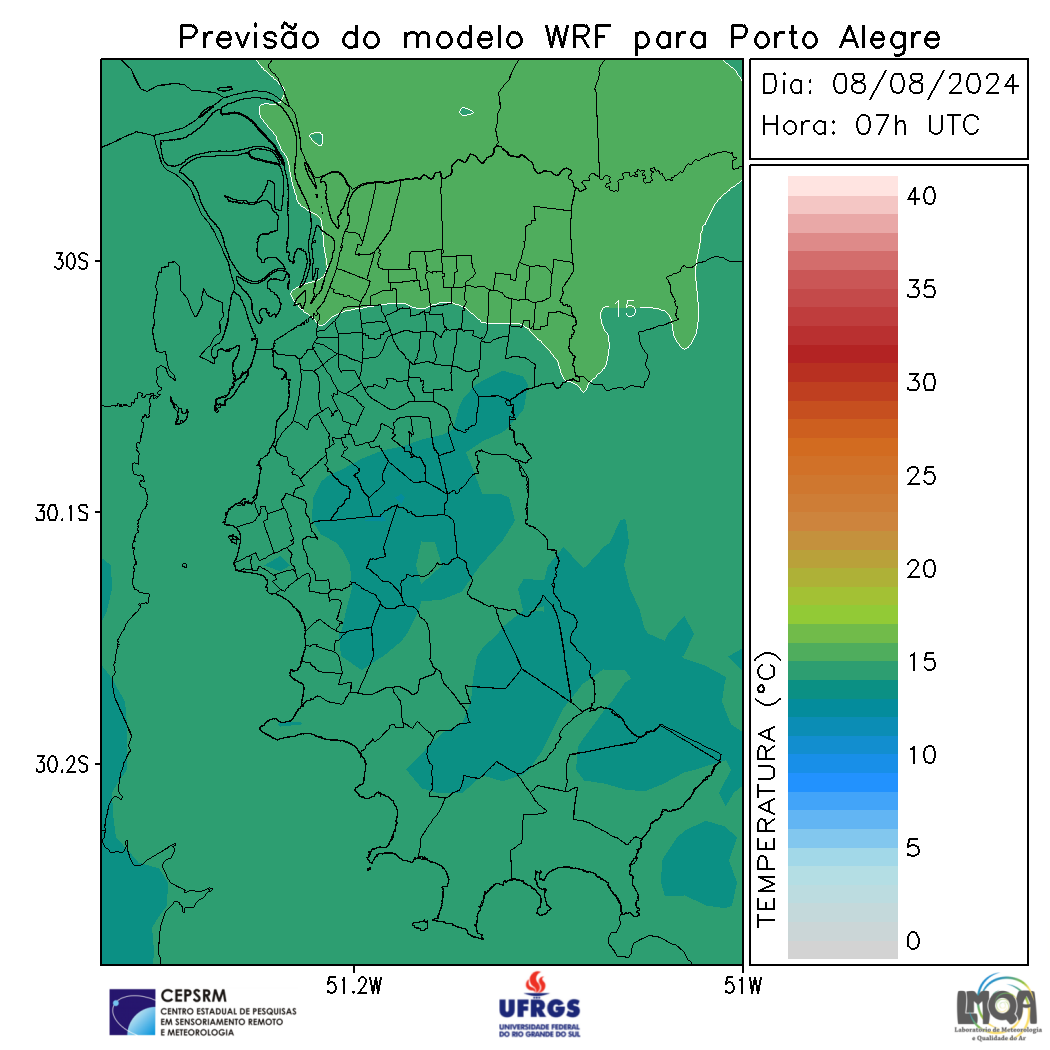 Previsão do modelo WRF para Porto Alegre
Dia: 08/08/2024
Hora: 07h UTC
40
35
30
25
20
15
10
5
0
TEMPERATURA (°C)
15
30S
30.1S
30.2S
51.2W
51W
CEPSRM
CENTRO ESTADUAL DE PESQUISAS
EM SENSORIAMENTO REMOTO
E METEOROLOGIA
UFRGS
UNIVERSIDADE FEDERAL
DO RIO GRANDE DO SUL
LMQA
Laboratório de Meteorologia
e Qualidade do Ar